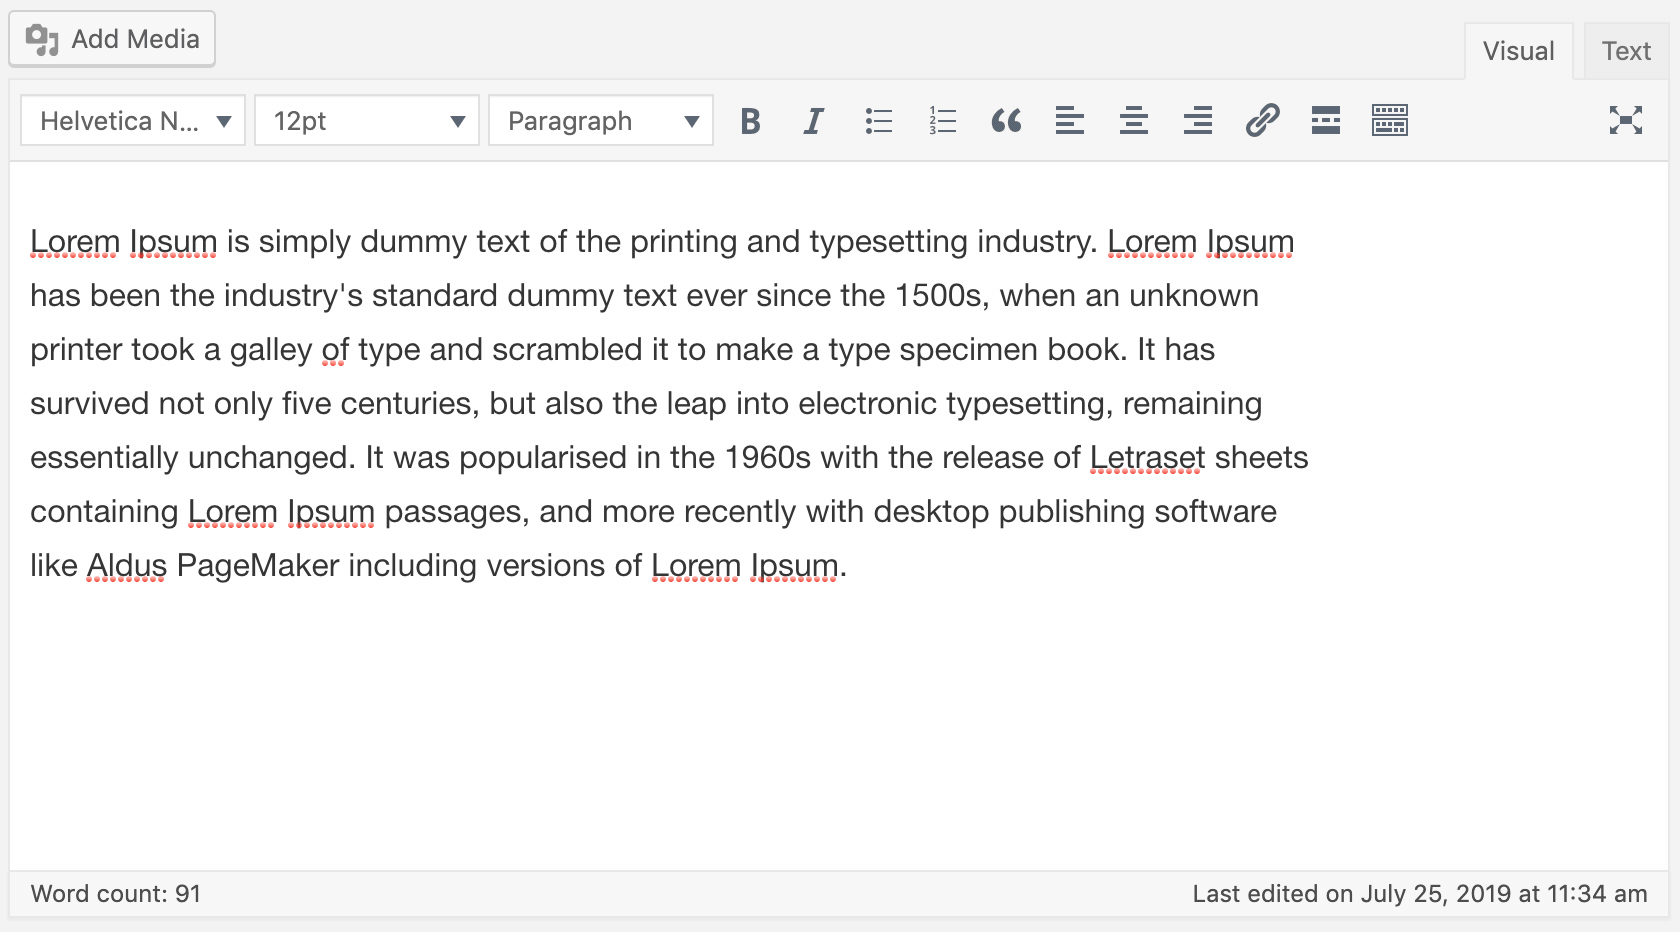 Add Media
Visual Text
Helvetica N... 12pt Paragraph
Lorem Ipsum is simply dummy text of the printing and typesetting industry. Lorem Ipsum
has been the industry's standard dummy text ever since the 1500s, when an unknown
printer took a galley of type and scrambled it to make a type specimen book. It has
survived not only five centuries, but also the leap into electronic typesetting, remaining
essentially unchanged. It was popularised in the 1960s with the release of Letraset sheets
containing Lorem Ipsum passages, and more recently with desktop publishing software
like Aldus PageMaker including versions of Lorem Ipsum.
Word count: 91
Last edited on July 25, 2019 at 11:34 am